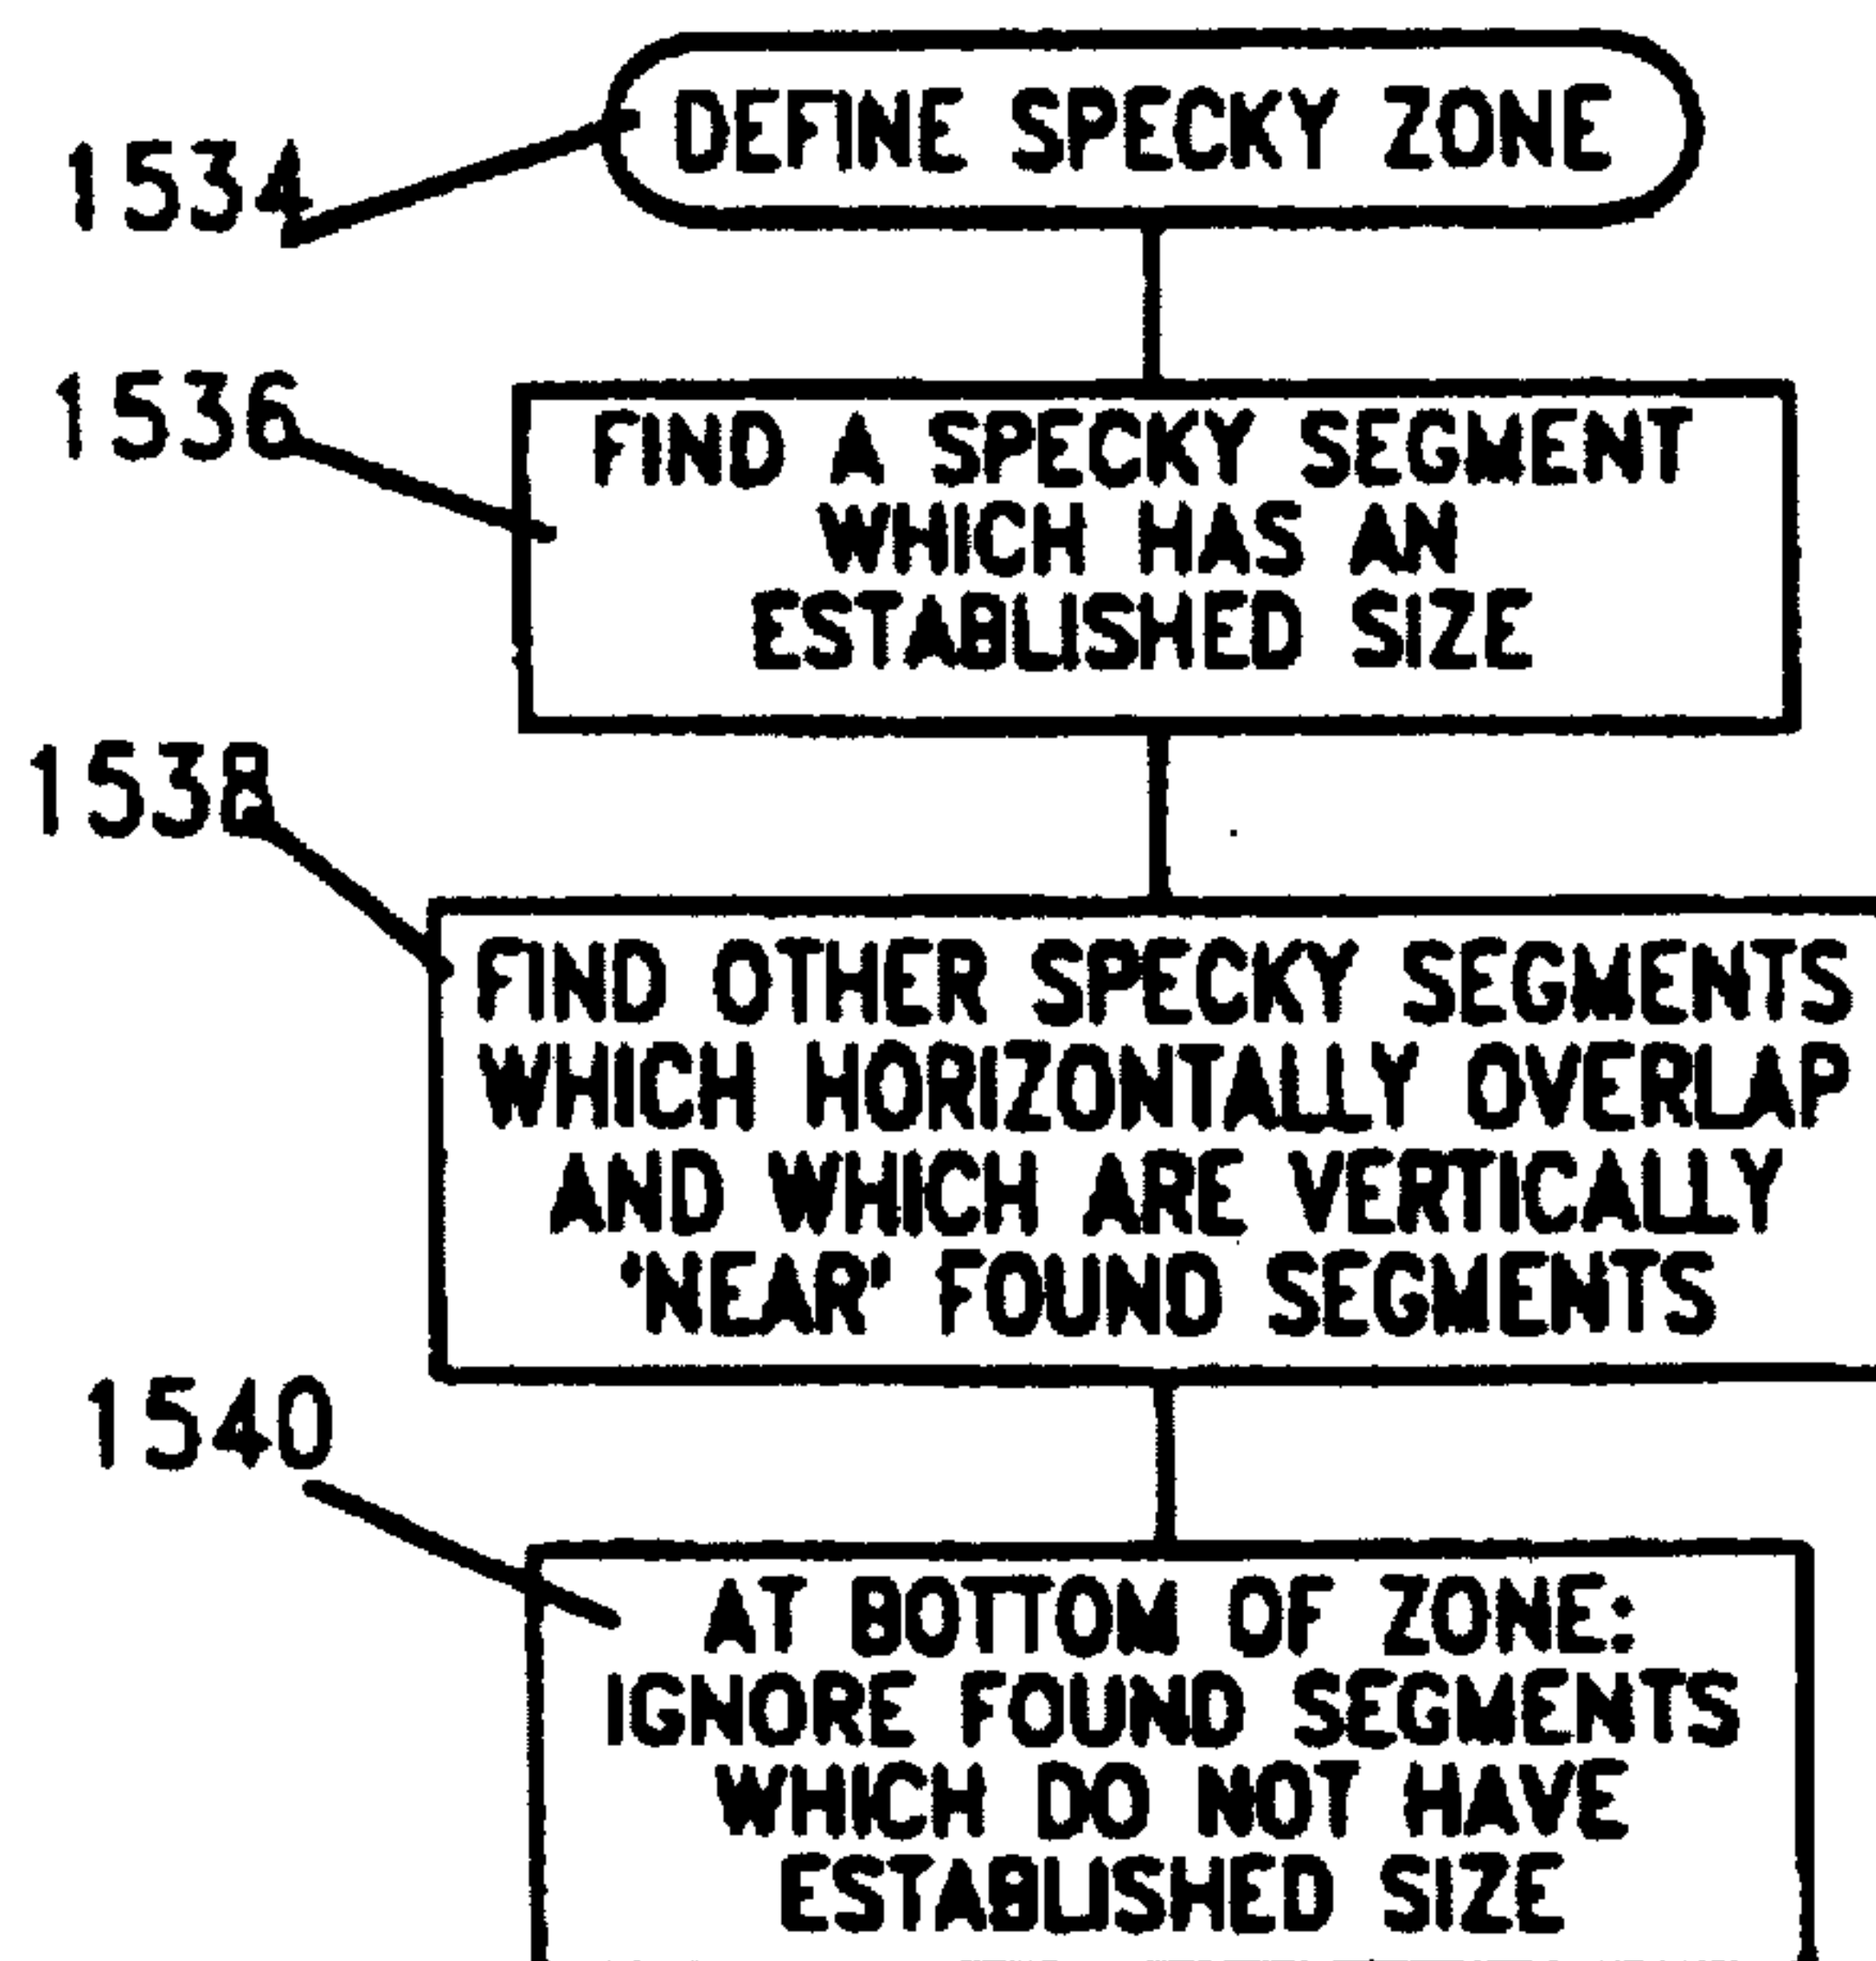 1534
DEFINE SPECKY ZONE
1536
FIND A SPECKY SEGMENT
WHICH HAS AN
ESTABLISHED SIZE
1538
FIND OTHER SPECKY SEGMENTS
WHICH HORIZONTALLY OVERLAP
AND WHICH ARE VERTICALLY
'NEAR' FOUND SEGMENTS
1540
AT BOTTOM OF ZONE:
IGNORE FOUND SEGMENTS
WHICH DO NOT HAVE
ESTABLISHED SIZE